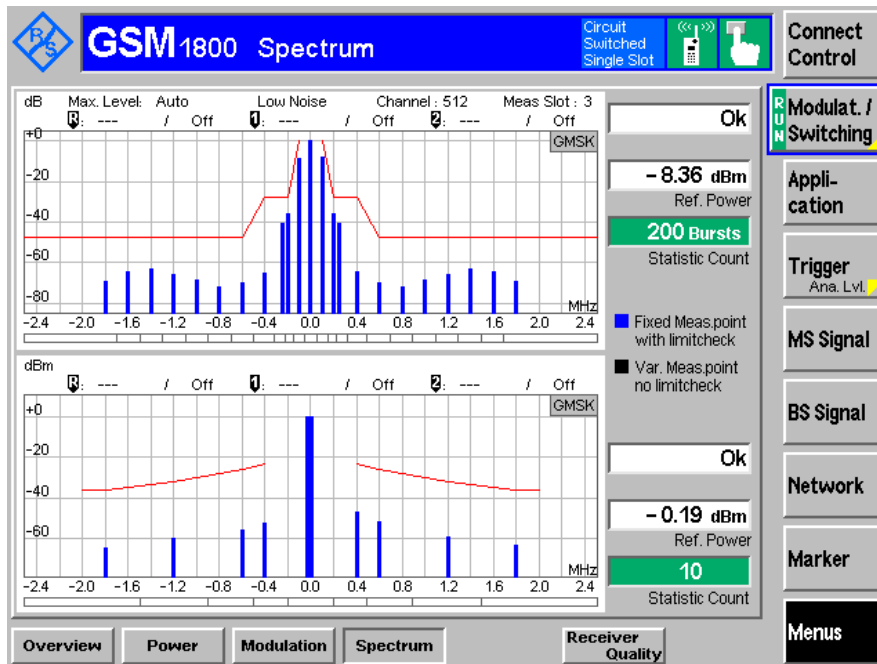 R&S
GSM 1800 Spectrum
Circuit
Switched
Single Slot
Connect
Control
dB Max. Level: Auto Low Noise Channel : 512 Meas Slot : 3
R: --- / Off 1: --- / Off 2: --- / Off
GMSK
+0
-20
-40
-60
-80
MHz
-2.4 -2.0 -1.6 -1.2 -0.8 -0.4 0.0 0.4 0.8 1.2 1.6 2.0 2.4
Ok
-8.36 dBm
Ref. Power
200 Bursts
Statistic Count
Fixed Meas.point
with limitcheck
Var. Meas.point
no limitcheck
dBm
R: --- / Off 1: --- / Off 2: --- / Off
GMSK
+0
-20
-40
-60
MHz
-2.4 -2.0 -1.6 -1.2 -0.8 -0.4 0.0 0.4 0.8 1.2 1.6 2.0 2.4
Ok
-0.19 dBm
Ref. Power
10
Statistic Count
RUN
Modulat. /
Switching
Appli-
cation
Trigger
Ana. Lvl.
MS Signal
BS Signal
Network
Marker
Menus
Overview Power Modulation Spectrum Receiver
Quality